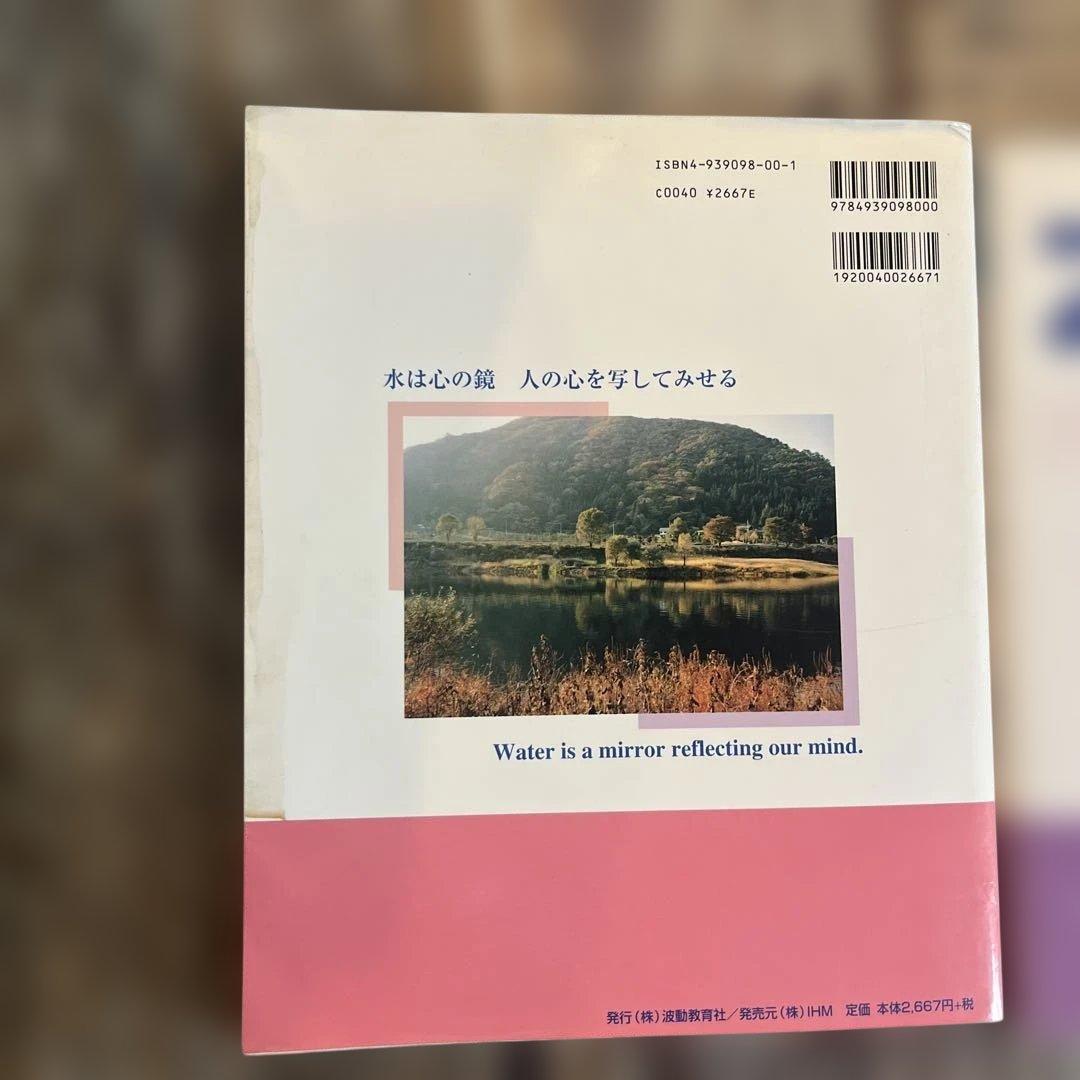 ISBN4-939098-00-1
C0040 ¥2667E
9784939098000
1920040026671
水は心の鏡　人の心を写してみせる
Water is a mirror reflecting our mind.
発行(株)波動教育社／発売元(株)IHM　定価 本体2,667円+税